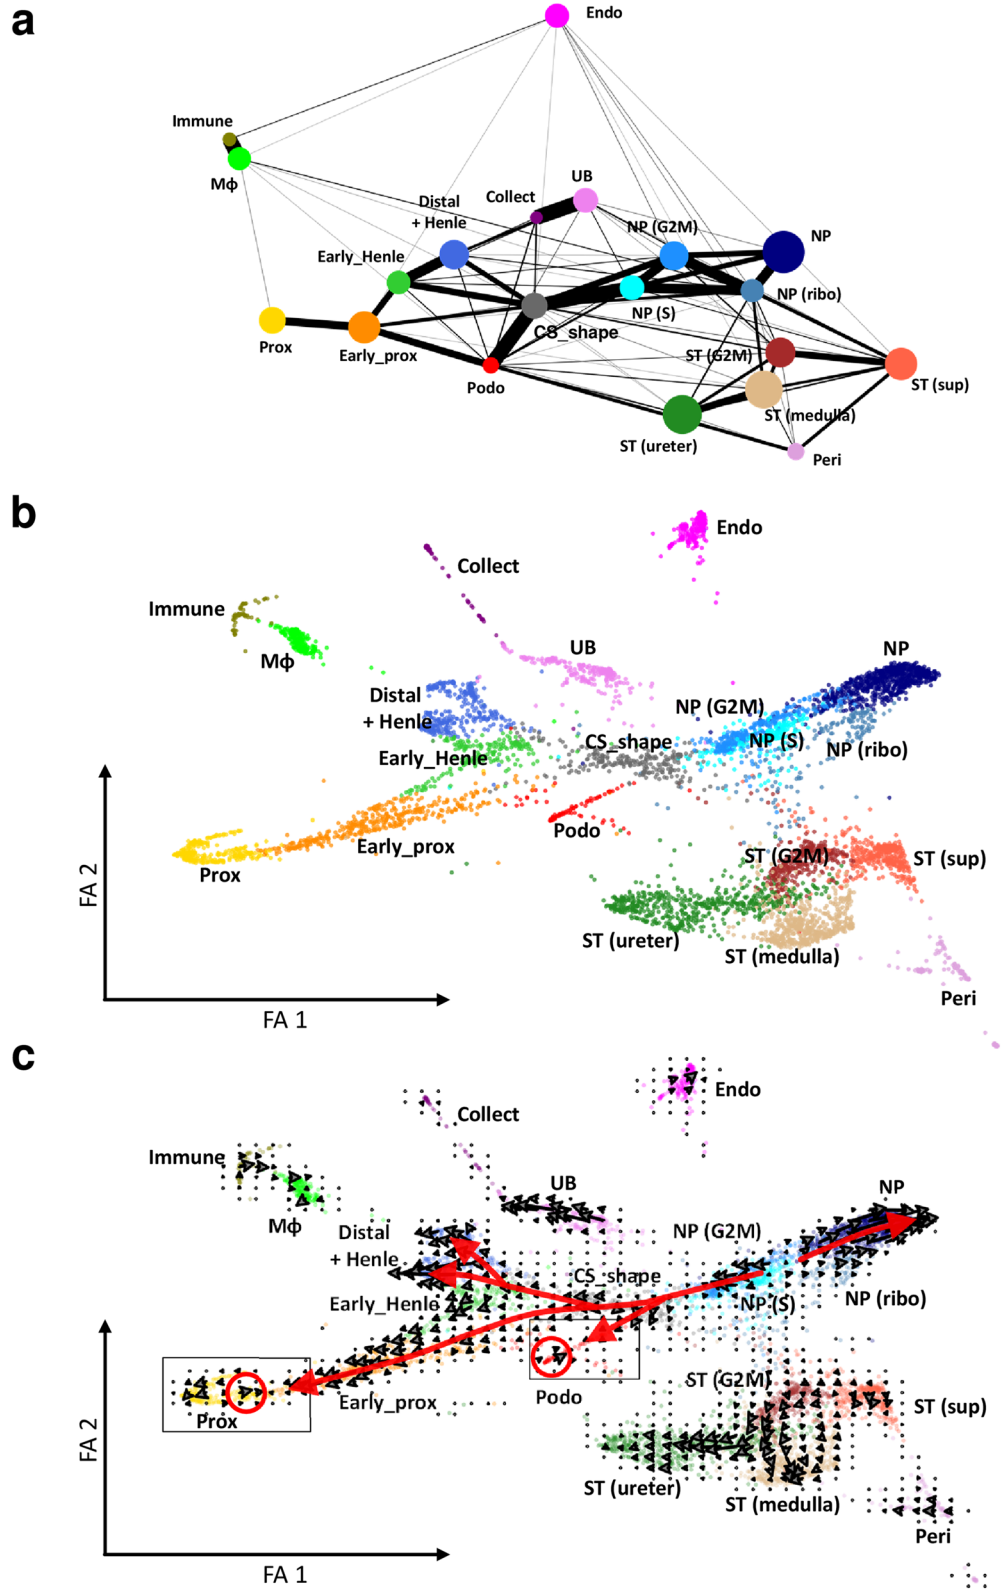 a
Endo
Immune
Mϕ
UB
Collect
Distal
+ Henle
NP (G2M)
NP
Early_Henle
NP (ribo)
NP (S)
CS_shape
Prox
Early_prox
ST (G2M)
Podo
ST (sup)
ST (medulla)
ST (ureter)
Peri
b
Endo
Collect
Immune
Mϕ
UB
NP
Distal
+ Henle
NP (G2M)
CS_shape
NP (S)
NP (ribo)
Early_Henle
Podo
Early_prox
Prox
ST (G2M)
ST (sup)
ST (ureter)
ST (medulla)
Peri
FA 2
FA 1
c
Endo
Collect
Immune
Mϕ
UB
NP
Distal
+ Henle
NP (G2M)
CS_shape
Early_Henle
NP (S)
NP (ribo)
ST (G2M)
Podo
Early_prox
Prox
ST (sup)
ST (ureter)
ST (medulla)
Peri
FA 2
FA 1